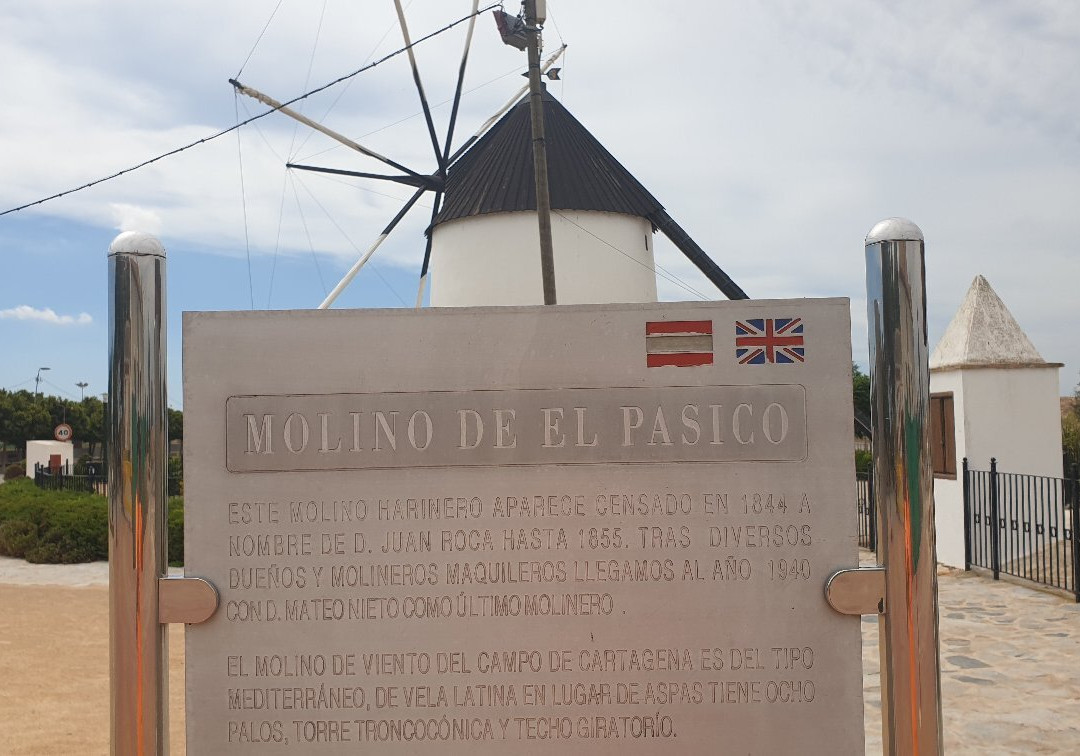 MOLINO DE EL PASICO
ESTE MOLINO HARINERO APARECE CENSADO EN 1844 A
NOMBRE DE D. JUAN ROCA HASTA 1855. TRAS DIVERSOS
DUEÑOS Y MOLINEROS MAQUILEROS LLEGAMOS AL AÑO 1940
CON D. MATEO NIETO COMO ÚLTIMO MOLINERO .
EL MOLINO DE VIENTO DEL CAMPO DE CARTAGENA ES DEL TIPO
MEDITERRÁNEO, DE VELA LATINA EN LUGAR DE ASPAS TIENE OCHO
PALOS, TORRE TRONCOCÓNICA Y TECHO GIRATORÍO.
40